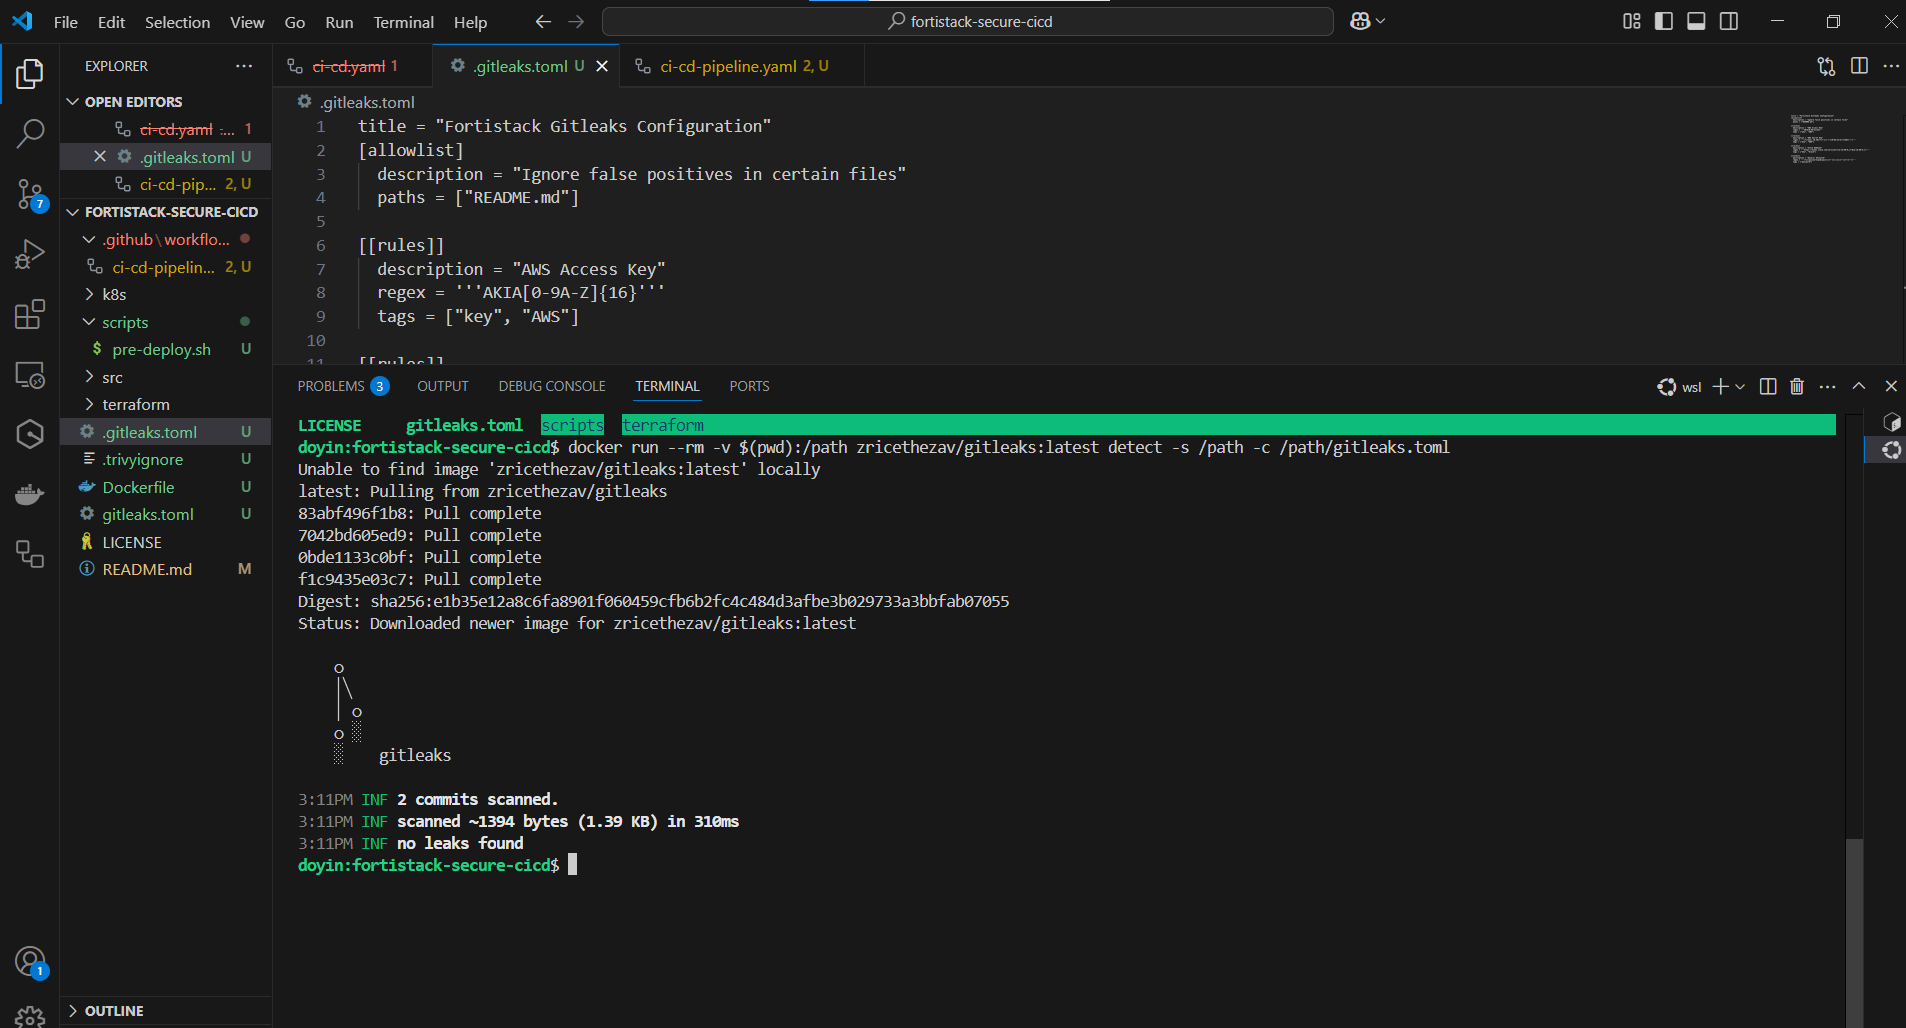 File Edit Selection View Go Run Terminal Help
fortistack-secure-cicd
EXPLORER
OPEN EDITORS
ci-cd.yaml :... 1
.gitleaks.toml U
ci-cd-pip... 2, U
FORTISTACK-SECURE-CICD
.github\workflo...
ci-cd-pipelin... 2, U
k8s
scripts
pre-deploy.sh U
src
terraform
.gitleaks.toml U
.trivyignore U
Dockerfile U
gitleaks.toml U
LICENSE
README.md M
OUTLINE
7
1
ci-cd.yaml 1
.gitleaks.toml U
ci-cd-pipeline.yaml 2, U
.gitleaks.toml
1 title = "Fortistack Gitleaks Configuration"
2 [allowlist]
3 description = "Ignore false positives in certain files"
4 paths = ["README.md"]
5
6 [[rules]]
7 description = "AWS Access Key"
8 regex = '''AKIA[0-9A-Z]{16}'''
9 tags = ["key", "AWS"]
10
11 [[rules]]
PROBLEMS 3 OUTPUT DEBUG CONSOLE TERMINAL PORTS
wsl
LICENSE gitleaks.toml scripts terraform
doyin:fortistack-secure-cicd$ docker run --rm -v $(pwd):/path zricethezav/gitleaks:latest detect -s /path -c /path/gitleaks.toml
Unable to find image 'zricethezav/gitleaks:latest' locally
latest: Pulling from zricethezav/gitleaks
83abf496f1b8: Pull complete
7042bd605ed9: Pull complete
0bde1133c0bf: Pull complete
f1c9435e03c7: Pull complete
Digest: sha256:e1b35e12a8c6fa8901f060459cfb6b2fc4c484d3afbe3b029733a3bbfab07055
Status: Downloaded newer image for zricethezav/gitleaks:latest
gitleaks
3:11PM INF 2 commits scanned.
3:11PM INF scanned ~1394 bytes (1.39 KB) in 310ms
3:11PM INF no leaks found
doyin:fortistack-secure-cicd$